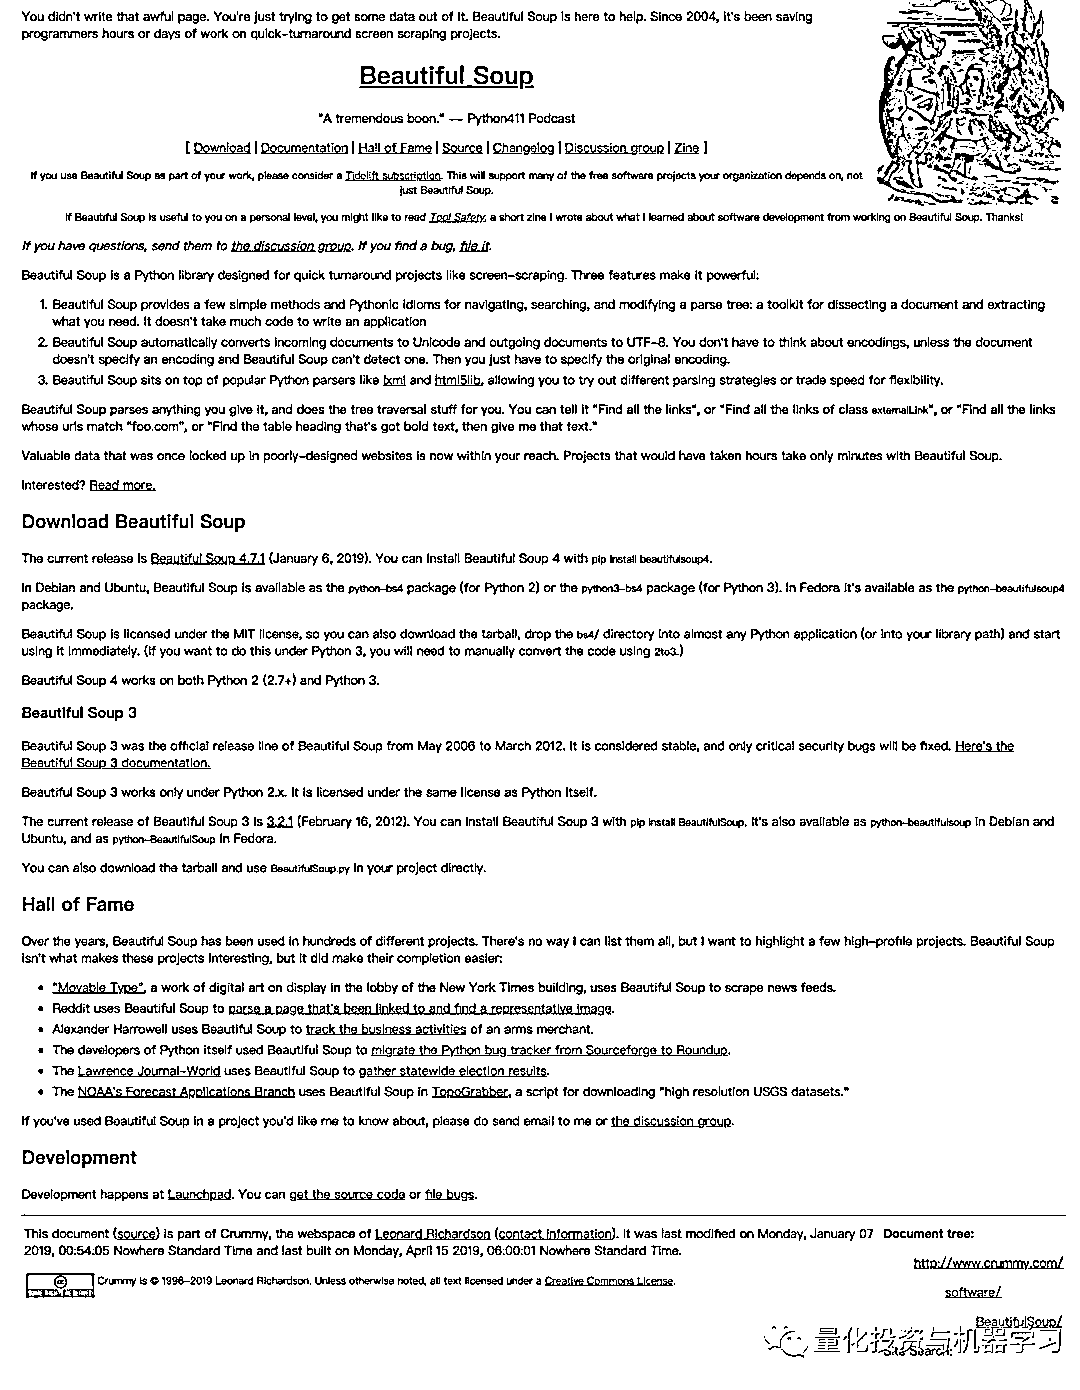 You didn't write that awful page. You're just trying to get some data out of it. Beautiful Soup is here to help. Since 2004, it's been saving
programmers hours or days of work on quick-turnaround screen scraping projects.
Beautiful Soup
"A tremendous boon." -- Python411 Podcast
[ Download | Documentation | Hall of Fame | Source | Changelog | Discussion group | Zine ]
If you use Beautiful Soup as part of your work, please consider a Tidelift subscription. This will support many of the free software projects your organization depends on, not
just Beautiful Soup.
If Beautiful Soup is useful to you on a personal level, you might like to read Tool Safety, a short zine I wrote about what I learned about software development from working on Beautiful Soup. Thanks!
If you have questions, send them to the discussion group. If you find a bug, file it.
Beautiful Soup is a Python library designed for quick turnaround projects like screen-scraping. Three features make it powerful:
1. Beautiful Soup provides a few simple methods and Pythonic idioms for navigating, searching, and modifying a parse tree: a toolkit for dissecting a document and extracting
what you need. It doesn't take much code to write an application
2. Beautiful Soup automatically converts incoming documents to Unicode and outgoing documents to UTF-8. You don't have to think about encodings, unless the document
doesn't specify an encoding and Beautiful Soup can't detect one. Then you just have to specify the original encoding.
3. Beautiful Soup sits on top of popular Python parsers like lxml and html5lib, allowing you to try out different parsing strategies or trade speed for flexibility.
Beautiful Soup parses anything you give it, and does the tree traversal stuff for you. You can tell it "Find all the links", or "Find all the links of class externalLink", or "Find all the links
whose urls match "foo.com", or "Find the table heading that's got bold text, then give me that text."
Valuable data that was once locked up in poorly-designed websites is now within your reach. Projects that would have taken hours take only minutes with Beautiful Soup.
Interested? Read more.
Download Beautiful Soup
The current release is Beautiful Soup 4.7.1 (January 6, 2019). You can install Beautiful Soup 4 with pip install beautifulsoup4.
In Debian and Ubuntu, Beautiful Soup is available as the python-bs4 package (for Python 2) or the python3-bs4 package (for Python 3). In Fedora it's available as the python-beautifulsoup4
package.
Beautiful Soup is licensed under the MIT license, so you can also download the tarball, drop the bs4/ directory into almost any Python application (or into your library path) and start
using it immediately. (If you want to do this under Python 3, you will need to manually convert the code using 2to3.)
Beautiful Soup 4 works on both Python 2 (2.7+) and Python 3.
Beautiful Soup 3
Beautiful Soup 3 was the official release line of Beautiful Soup from May 2006 to March 2012. It is considered stable, and only critical security bugs will be fixed. Here's the
Beautiful Soup 3 documentation.
Beautiful Soup 3 works only under Python 2.x. It is licensed under the same license as Python itself.
The current release of Beautiful Soup 3 is 3.2.1 (February 16, 2012). You can install Beautiful Soup 3 with pip install BeautifulSoup. It's also available as python-beautifulsoup in Debian and
Ubuntu, and as python-BeautifulSoup in Fedora.
You can also download the tarball and use BeautifulSoup.py in your project directly.
Hall of Fame
Over the years, Beautiful Soup has been used in hundreds of different projects. There's no way I can list them all, but I want to highlight a few high-profile projects. Beautiful Soup
isn't what makes these projects interesting, but it did make their completion easier:
• "Movable Type", a work of digital art on display in the lobby of the New York Times building, uses Beautiful Soup to scrape news feeds.
• Reddit uses Beautiful Soup to parse a page that's been linked to and find a representative image.
• Alexander Harrowell uses Beautiful Soup to track the business activities of an arms merchant.
• The developers of Python itself used Beautiful Soup to migrate the Python bug tracker from Sourceforge to Roundup.
• The Lawrence Journal-World uses Beautiful Soup to gather statewide election results.
• The NOAA's Forecast Applications Branch uses Beautiful Soup in TopoGrabber, a script for downloading "high resolution USGS datasets."
If you've used Beautiful Soup in a project you'd like me to know about, please do send email to me or the discussion group.
Development
Development happens at Launchpad. You can get the source code or file bugs.
This document (source) is part of Crummy, the webspace of Leonard Richardson (contact information). It was last modified on Monday, January 07
2019, 00:54:05 Nowhere Standard Time and last built on Monday, April 15 2019, 06:00:01 Nowhere Standard Time.
Crummy is © 1996-2019 Leonard Richardson. Unless otherwise noted, all text licensed under a Creative Commons License.
Document tree:
http://www.crummy.com/
software/
BeautifulSoup/
Site Search:
量化投资与机器学习